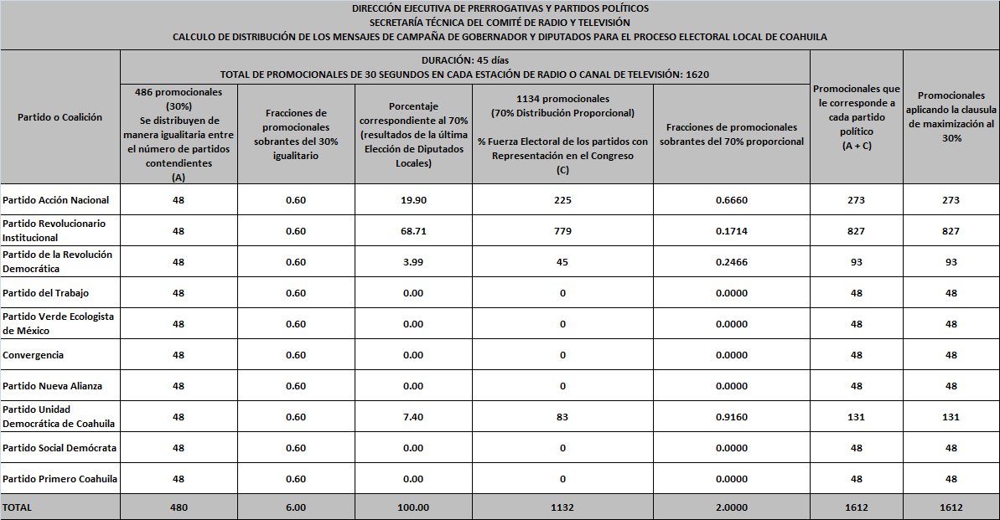 DIRECCIÓN EJECUTIVA DE PRERROGATIVAS Y PARTIDOS POLÍTICOS
SECRETARÍA TÉCNICA DEL COMITÉ DE RADIO Y TELEVISIÓN
CALCULO DE DISTRIBUCIÓN DE LOS MENSAJES DE CAMPAÑA DE GOBERNADOR Y DIPUTADOS PARA EL PROCESO ELECTORAL LOCAL DE COAHUILA
Partido o Coalición
DURACIÓN: 45 días
TOTAL DE PROMOCIONALES DE 30 SEGUNDOS EN CADA ESTACIÓN DE RADIO O CANAL DE TELEVISIÓN: 1620
486 promocionales
(30%)
Se distribuyen de
manera igualitaria entre
el número de partidos
contendientes
(A)
Fracciones de
promocionales
sobrantes del 30%
igualitario
Porcentaje
correspondiente al 70%
(resultados de la última
Elección de Diputados
Locales)
1134 promocionales
(70% Distribución Proporcional)
% Fuerza Electoral de los partidos con
Representación en el Congreso
(C)
Fracciones de promocionales
sobrantes del 70% proporcional
Promocionales que
le corresponde a
cada partido
político
(A + C)
Promocionales
aplicando la clausula
de maximización al
30%
Partido Acción Nacional 48 0.60 19.90 225 0.6660 273 273
Partido Revolucionario
Institucional 48 0.60 68.71 779 0.1714 827 827
Partido de la Revolución
Democrática 48 0.60 3.99 45 0.2466 93 93
Partido del Trabajo 48 0.60 0.00 0 0.0000 48 48
Partido Verde Ecologista
de México 48 0.60 0.00 0 0.0000 48 48
Convergencia 48 0.60 0.00 0 0.0000 48 48
Partido Nueva Alianza 48 0.60 0.00 0 0.0000 48 48
Partido Unidad
Democrática de Coahuila 48 0.60 7.40 83 0.9160 131 131
Partido Social Demócrata 48 0.60 0.00 0 0.0000 48 48
Partido Primero Coahuila 48 0.60 0.00 0 0.0000 48 48
TOTAL 480 6.00 100.00 1132 2.0000 1612 1612